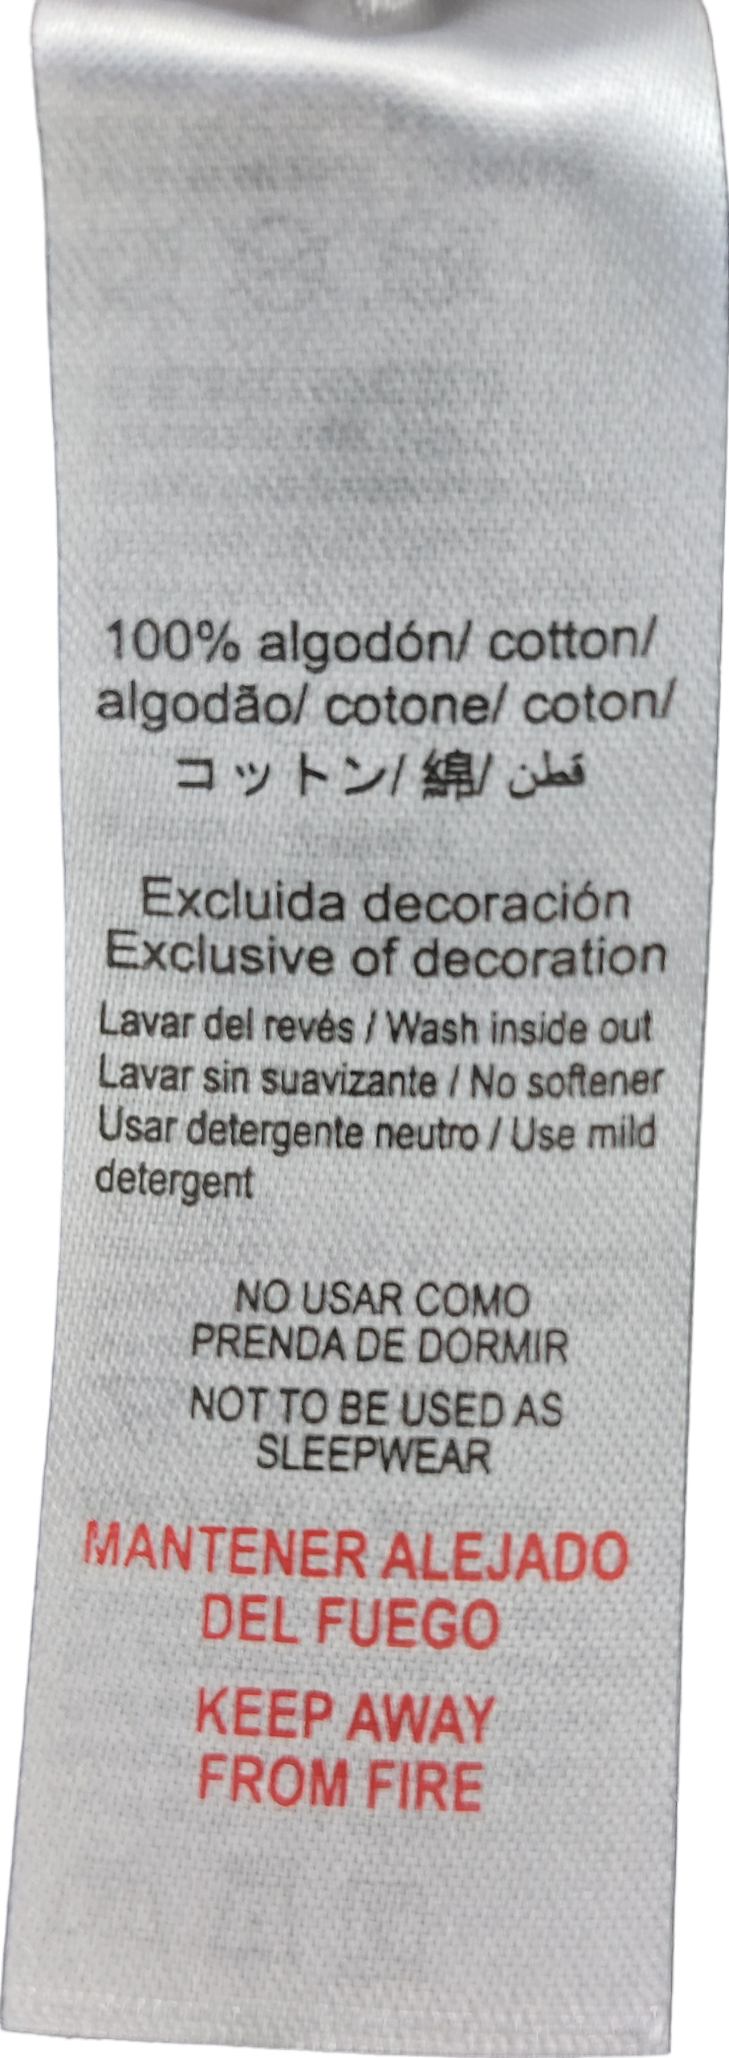 100% algodón/ cotton/
algodão/ cotone/ coton/
コットン/ 綿/ قطن
Excluida decoración
Exclusive of decoration
Lavar del revés / Wash inside out
Lavar sin suavizante / No softener
Usar detergente neutro / Use mild
detergent
NO USAR COMO
PRENDA DE DORMIR
NOT TO BE USED AS
SLEEPWEAR
MANTENER ALEJADO
DEL FUEGO
KEEP AWAY
FROM FIRE